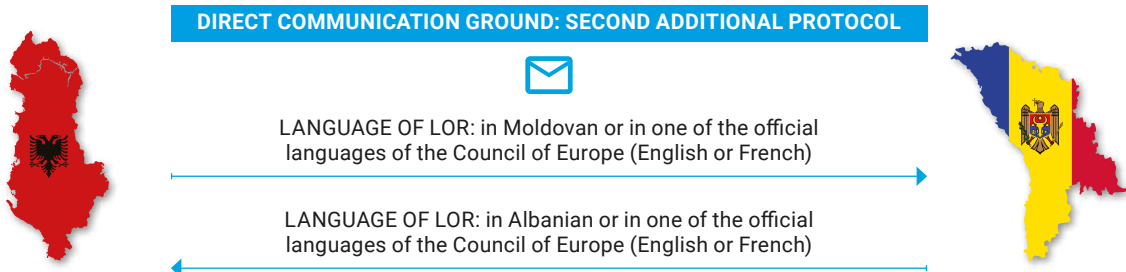 DIRECT COMMUNICATION GROUND: SECOND ADDITIONAL PROTOCOL
LANGUAGE OF LOR: in Moldovan or in one of the official
languages of the Council of Europe (English or French)
LANGUAGE OF LOR: in Albanian or in one of the official
languages of the Council of Europe (English or French)